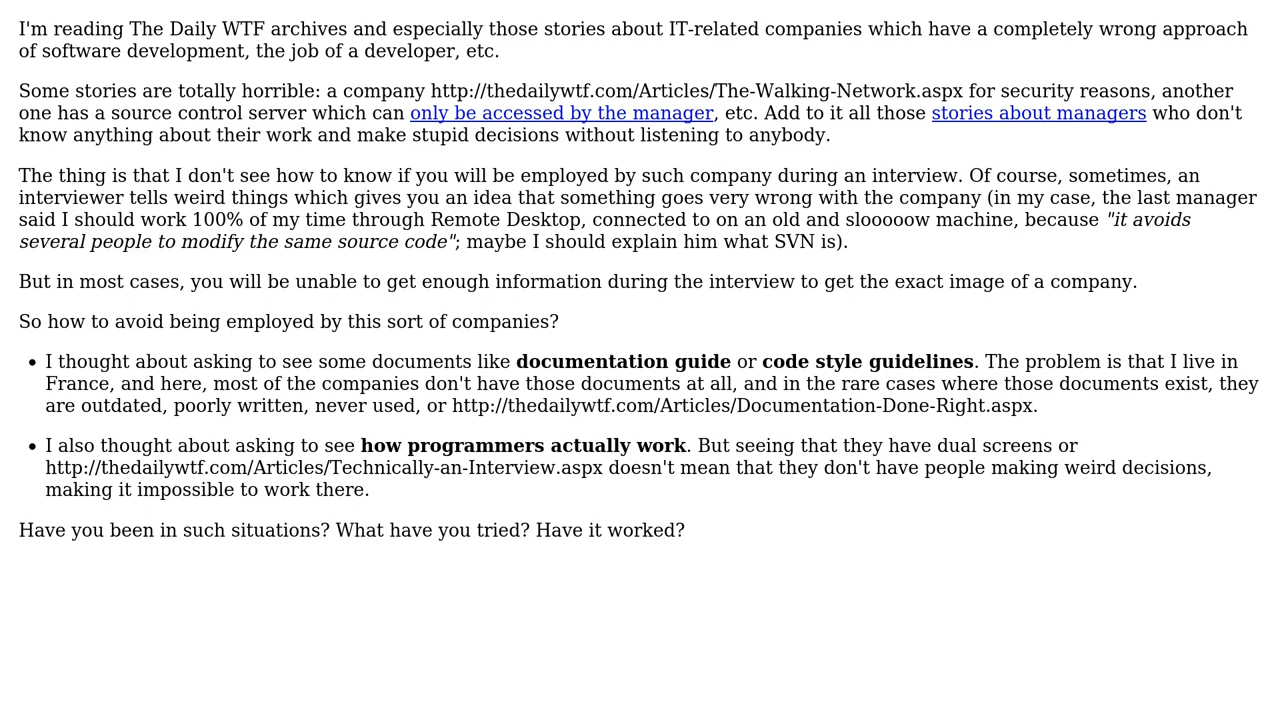 I'm reading The Daily WTF archives and especially those stories about IT-related companies which have a completely wrong approach
of software development, the job of a developer, etc.
Some stories are totally horrible: a company http://thedailywtf.com/Articles/The-Walking-Network.aspx for security reasons, another
one has a source control server which can only be accessed by the manager, etc. Add to it all those stories about managers who don't
know anything about their work and make stupid decisions without listening to anybody.
The thing is that I don't see how to know if you will be employed by such company during an interview. Of course, sometimes, an
interviewer tells weird things which gives you an idea that something goes very wrong with the company (in my case, the last manager
said I should work 100% of my time through Remote Desktop, connected to on an old and slooooow machine, because "it avoids
several people to modify the same source code"; maybe I should explain him what SVN is).
But in most cases, you will be unable to get enough information during the interview to get the exact image of a company.
So how to avoid being employed by this sort of companies?
• I thought about asking to see some documents like documentation guide or code style guidelines. The problem is that I live in
France, and here, most of the companies don't have those documents at all, and in the rare cases where those documents exist, they
are outdated, poorly written, never used, or http://thedailywtf.com/Articles/Documentation-Done-Right.aspx.
• I also thought about asking to see how programmers actually work. But seeing that they have dual screens or
http://thedailywtf.com/Articles/Technically-an-Interview.aspx doesn't mean that they don't have people making weird decisions,
making it impossible to work there.
Have you been in such situations? What have you tried? Have it worked?